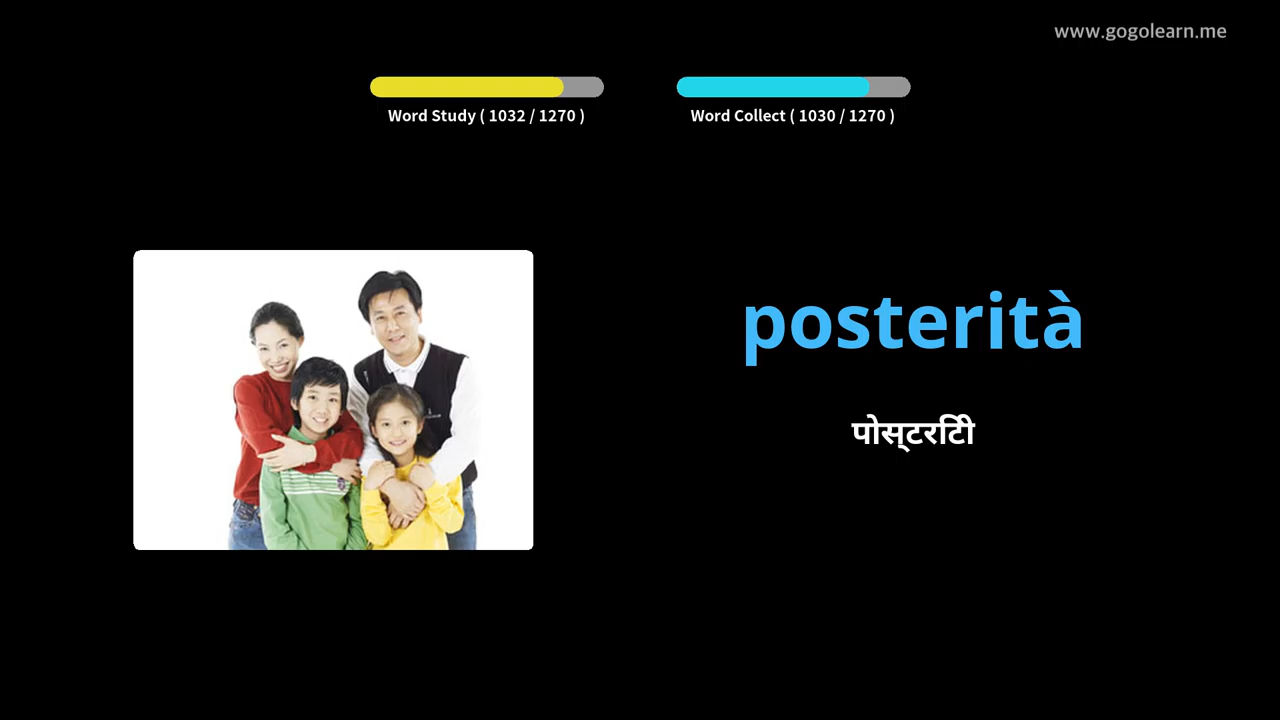 www.gogolearn.me
Word Study ( 1032 / 1270 )
Word Collect ( 1030 / 1270 )
posterità
पोस्टरिटी